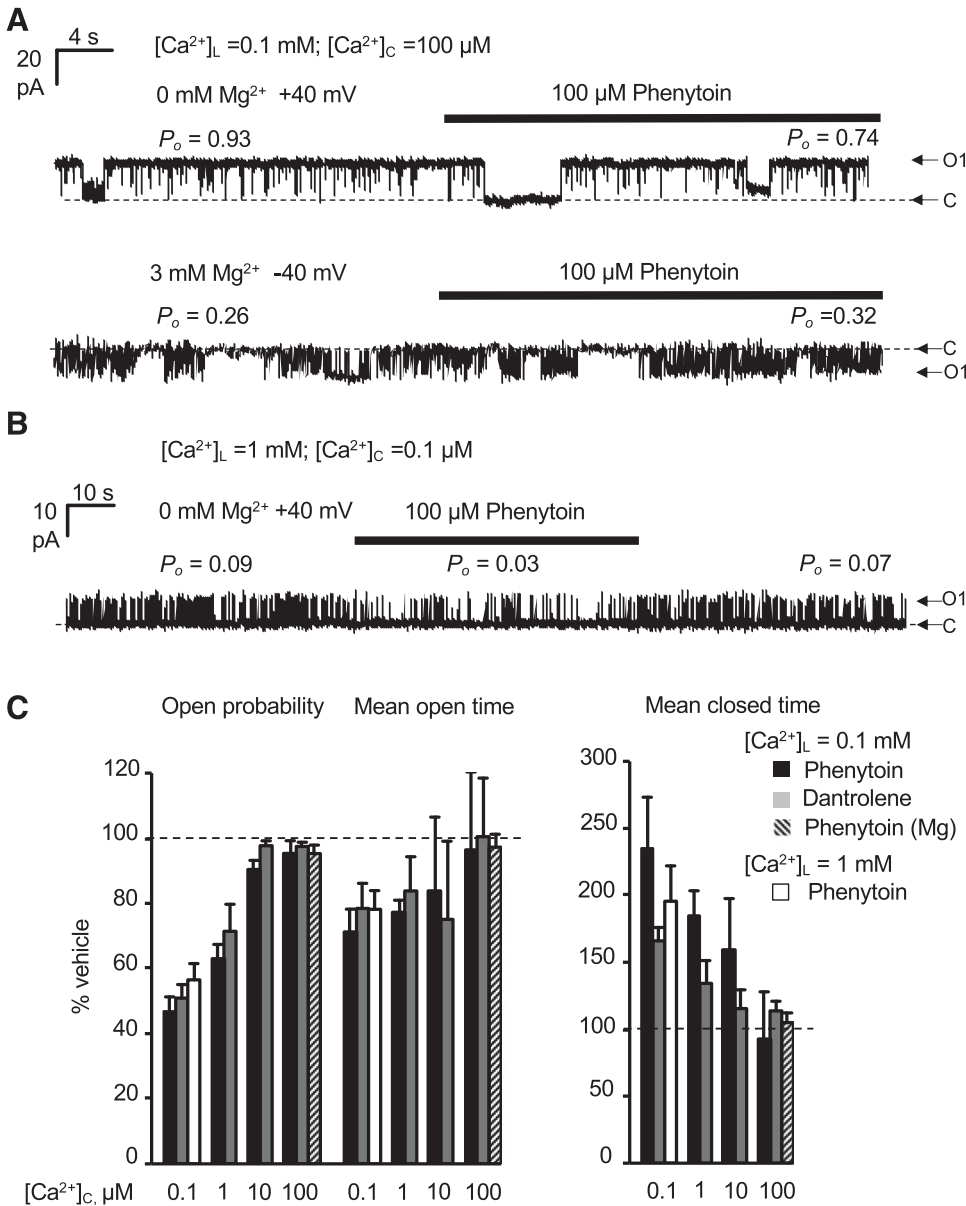 A
4 s
[Ca²⁺]L =0.1 mM; [Ca²⁺]C =100 µM
20
pA
0 mM Mg²⁺ +40 mV
100 µM Phenytoin
Po = 0.93
Po = 0.74
O1
C
3 mM Mg²⁺ -40 mV
100 µM Phenytoin
Po = 0.26
Po =0.32
C
O1
B
[Ca²⁺]L =1 mM; [Ca²⁺]C =0.1 µM
10 s
10
pA
0 mM Mg²⁺ +40 mV
100 µM Phenytoin
Po = 0.09
Po = 0.03
Po = 0.07
O1
C
C
Open probability
Mean open time
Mean closed time
[Ca²⁺]L = 0.1 mM
Phenytoin
Dantrolene
Phenytoin (Mg)
[Ca²⁺]L = 1 mM
Phenytoin
% vehicle
120
100
80
60
40
20
0
300
250
200
150
100
50
0
[Ca²⁺]C, µM
0.1 1 10 100
0.1 1 10 100
0.1 1 10 100